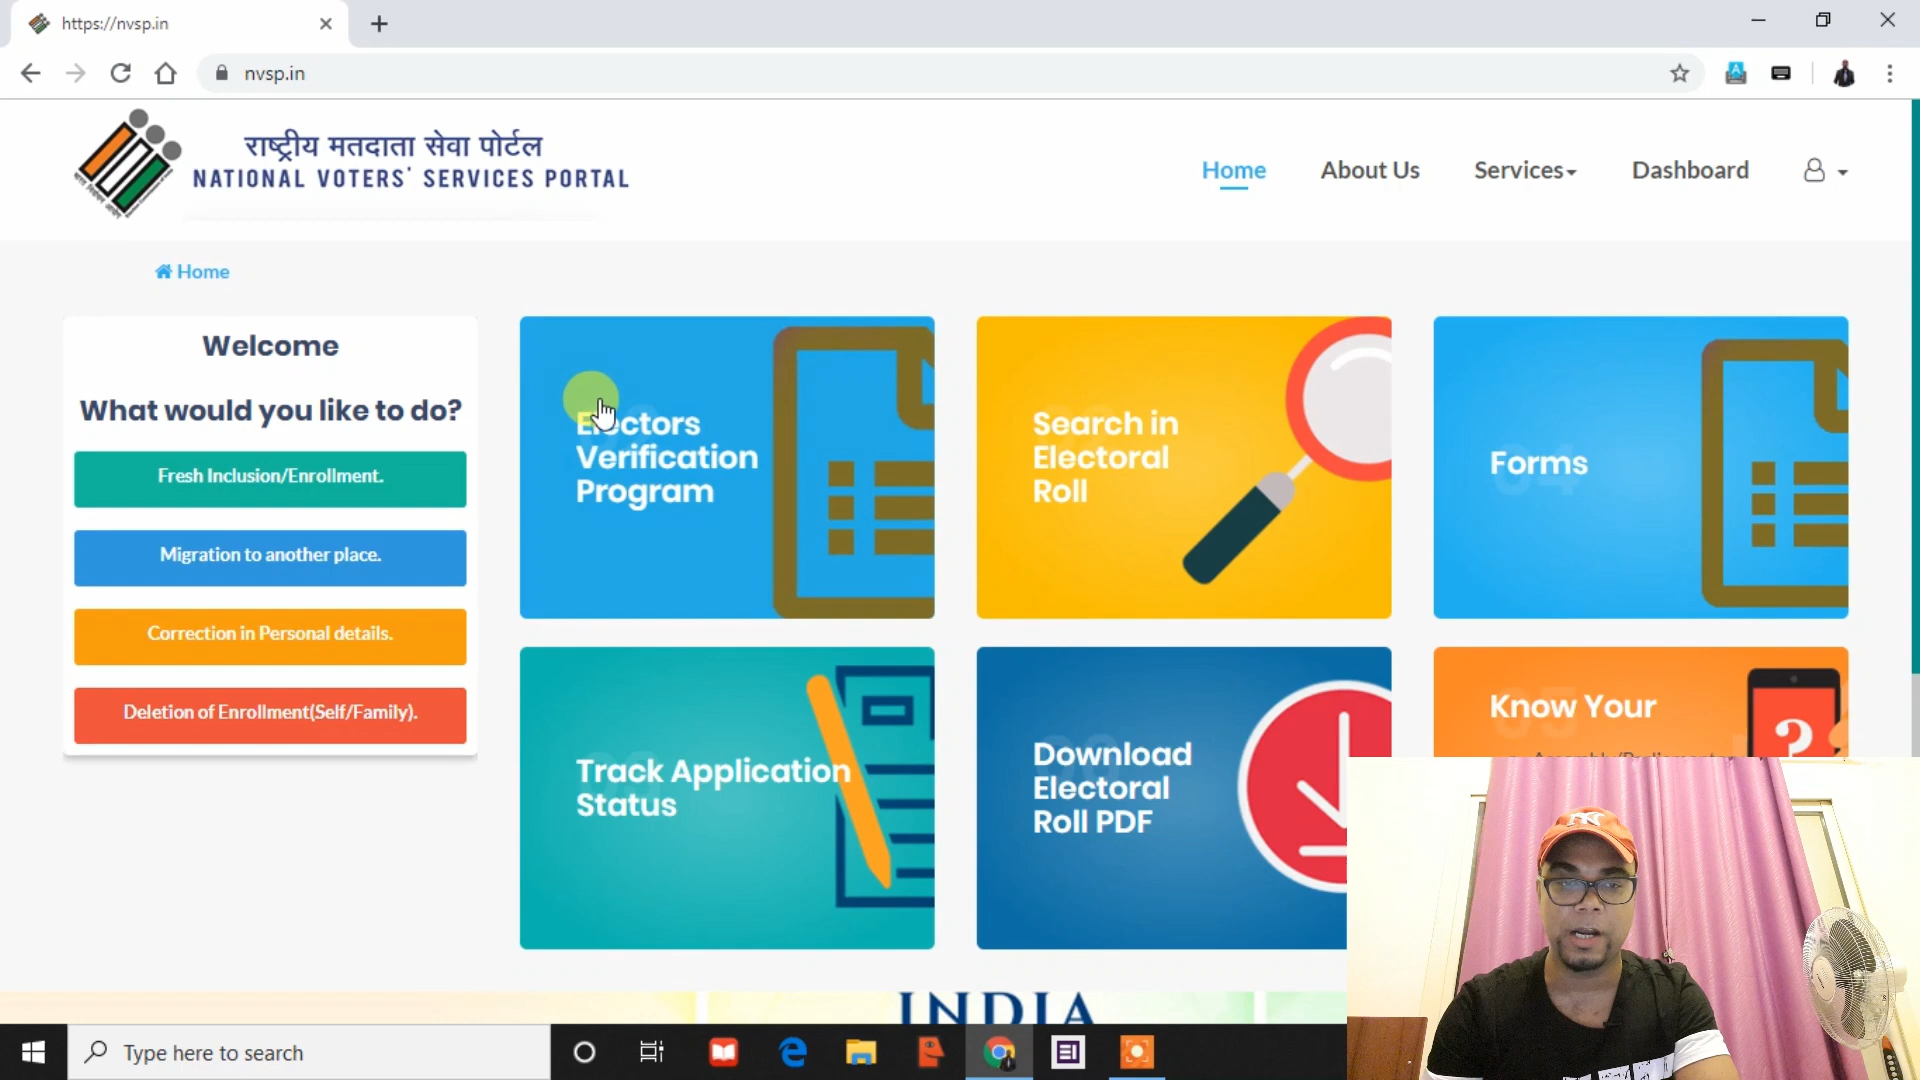 https://nvsp.in
nvsp.in
राष्ट्रीय मतदाता सेवा पोर्टल
NATIONAL VOTERS' SERVICES PORTAL
Home
About Us
Services
Dashboard
Home
Welcome
What would you like to do?
Fresh Inclusion/Enrollment.
Migration to another place.
Correction in Personal details.
Deletion of Enrollment(Self/Family).
Electors
Verification
Program
Search in
Electoral
Roll
Forms
04
Track Application
Status
Download
Electoral
Roll PDF
Know Your
INDIA
Type here to search